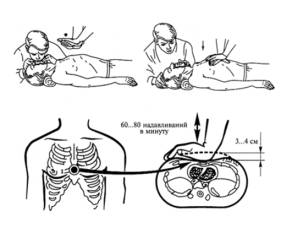 60...80 надавливаний
в минуту
3...4 см